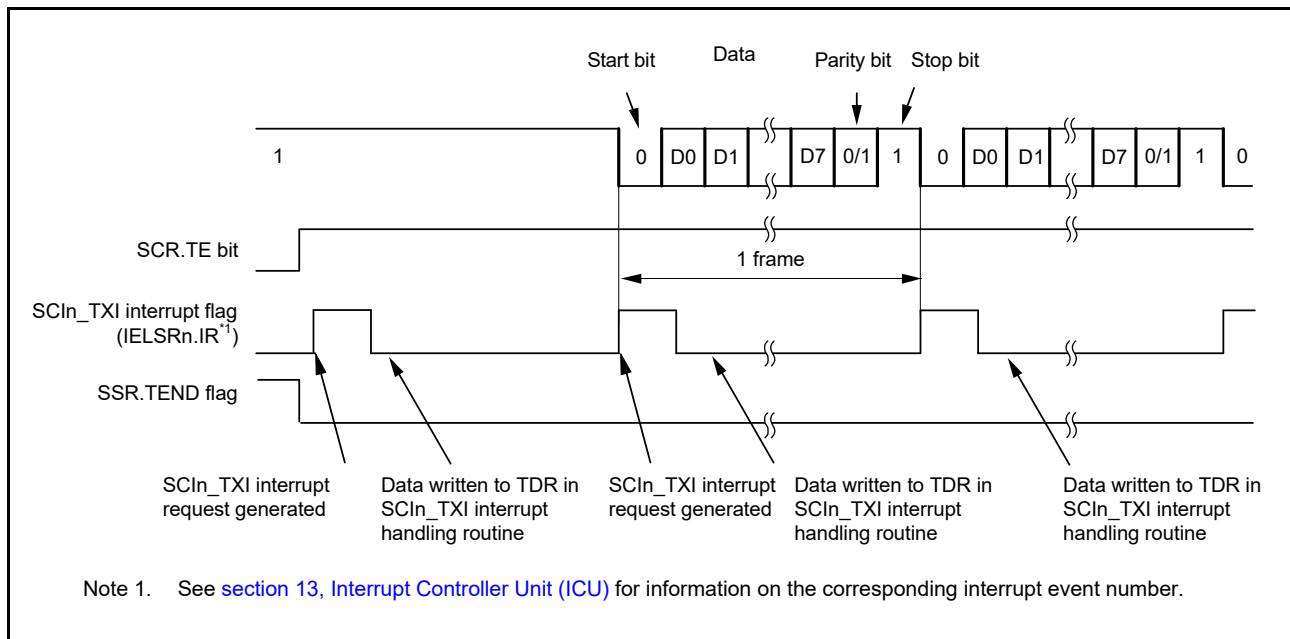 Start bit
Data
Parity bit
Stop bit
1
0
D0
D1
D7
0/1
1
0
D0
D1
D7
0/1
1
0
SCR.TE bit
1 frame
SCIn_TXI interrupt flag
(IELSRn.IR*1)
SSR.TEND flag
SCIn_TXI interrupt
request generated
Data written to TDR in
SCIn_TXI interrupt
handling routine
SCIn_TXI interrupt
request generated
Data written to TDR in
SCIn_TXI interrupt
handling routine
Data written to TDR in
SCIn_TXI interrupt
handling routine
Note 1. See section 13, Interrupt Controller Unit (ICU) for information on the corresponding interrupt event number.